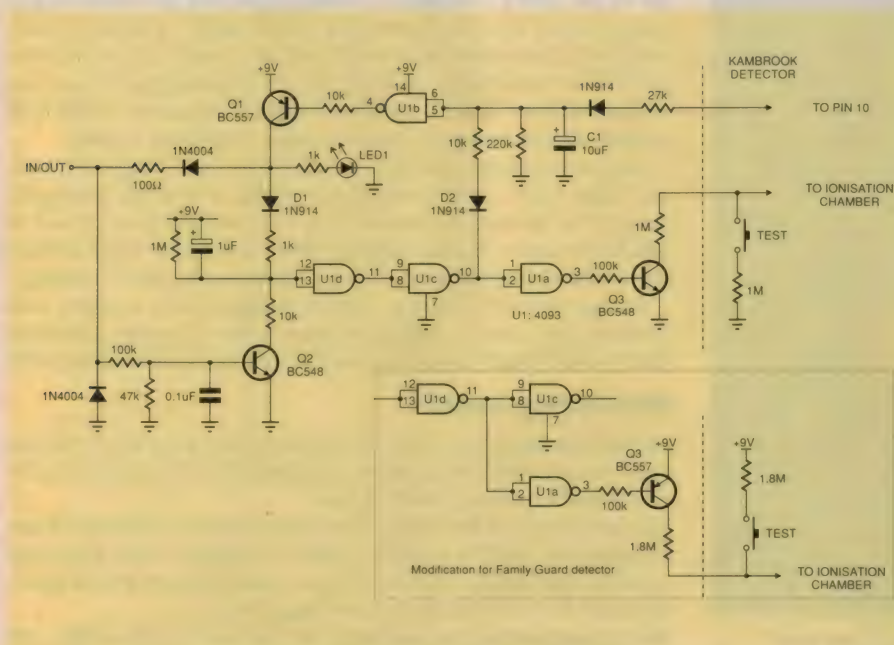 KAMBROOK
DETECTOR
+9V
+9V
Q1
BC557
10k
4
14
U1b
6
5
1N914
27k
TO PIN 10
10k
220k
+
C1
10uF
IN/OUT
100Ω
1N4004
1k
LED1
TO IONISATION
CHAMBER
+9V
D1
1N914
D2
1N914
1M
+
1uF
1k
1M
TEST
12
13
U1d
11
9
8
U1c
10
1
2
U1a
3
100k
7
U1: 4093
Q3
BC548
1M
10k
100k
Q2
BC548
1N4004
47k
0.1uF
12
13
U1d
11
9
8
U1c
10
7
+9V
+9V
Q3
BC557
1.8M
1
2
U1a
3
100k
TEST
1.8M
Modification for Family Guard detector
TO IONISATION
CHAMBER